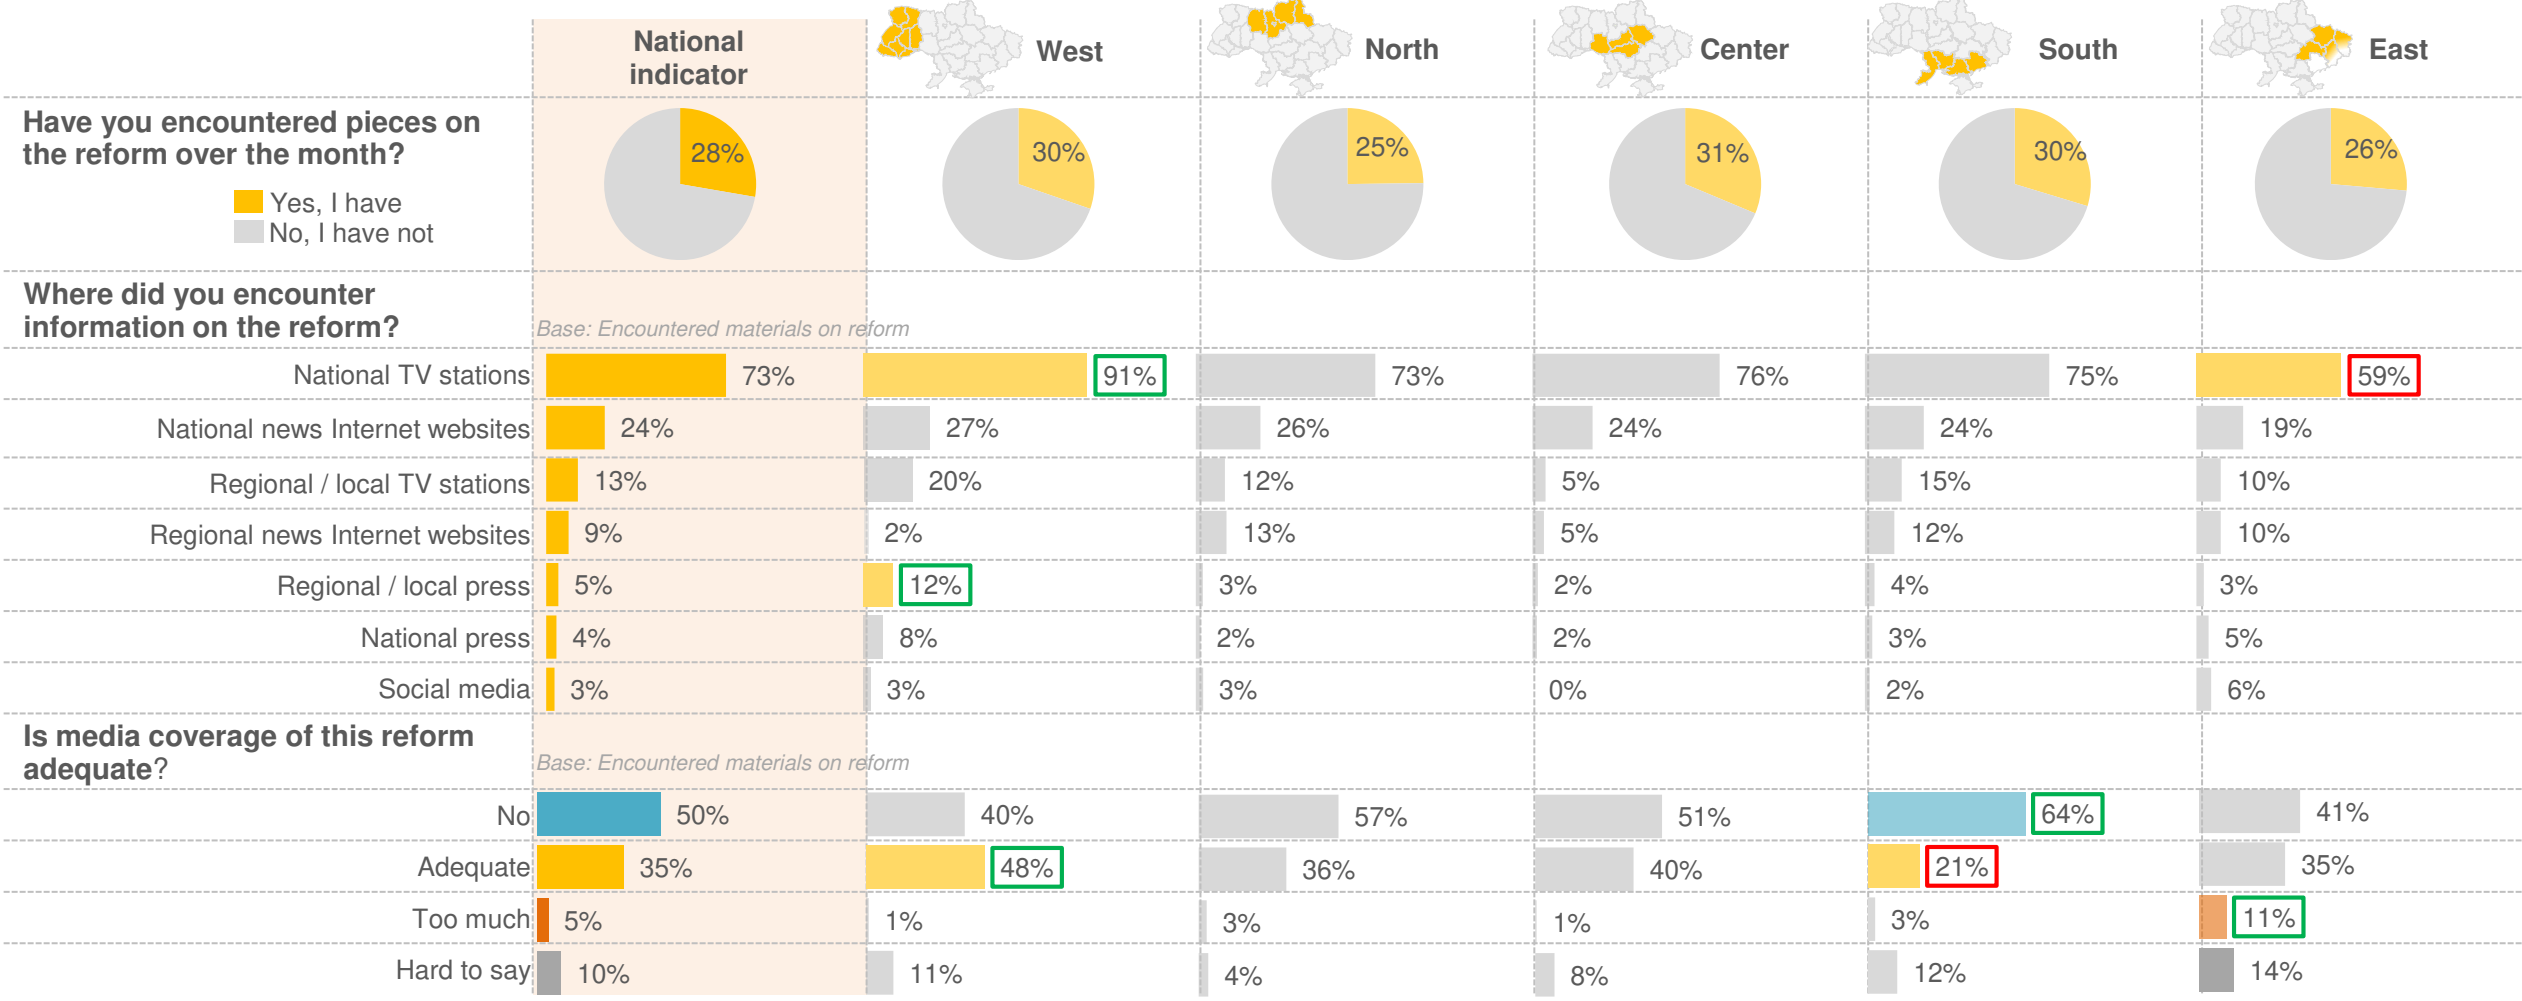 National
indicator
West
North
Center
South
East
Have you encountered pieces on
the reform over the month?
Yes, I have
No, I have not
28%
30%
25%
31%
30%
26%
Where did you encounter
information on the reform?
Base: Encountered materials on reform
National TV stations 73% 91% 73% 76% 75% 59%
National news Internet websites 24% 27% 26% 24% 24% 19%
Regional / local TV stations 13% 20% 12% 5% 15% 10%
Regional news Internet websites 9% 2% 13% 5% 12% 10%
Regional / local press 5% 12% 3% 2% 4% 3%
National press 4% 8% 2% 2% 3% 5%
Social media 3% 3% 3% 0% 2% 6%
Is media coverage of this reform
adequate?
Base: Encountered materials on reform
No 50% 40% 57% 51% 64% 41%
Adequate 35% 48% 36% 40% 21% 35%
Too much 5% 1% 3% 1% 3% 11%
Hard to say 10% 11% 4% 8% 12% 14%